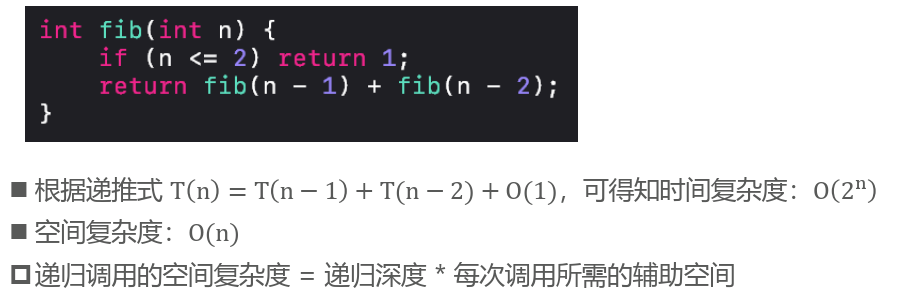 int fib(int n) {
    if (n <= 2) return 1;
    return fib(n - 1) + fib(n - 2);
}
■ 根据递推式 T(n) = T(n − 1) + T(n − 2) + O(1)，可得知时间复杂度：O(2ⁿ)
■ 空间复杂度：O(n)
□ 递归调用的空间复杂度 = 递归深度 * 每次调用所需的辅助空间